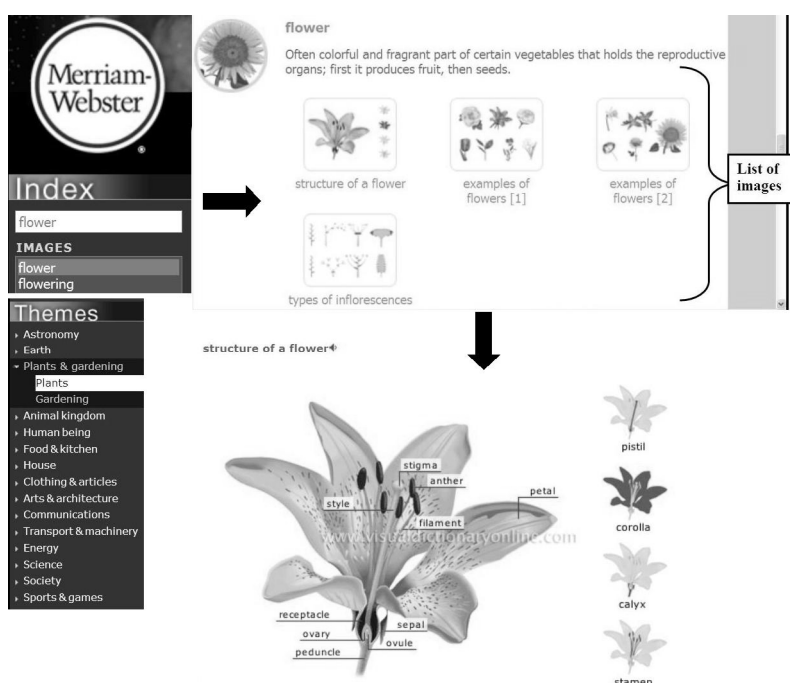 Merriam-
Webster
Index
flower
IMAGES
flower
flowering
flower
Often colorful and fragrant part of certain vegetables that holds the reproductive
organs; first it produces fruit, then seeds.
structure of a flower
examples of
flowers [1]
examples of
flowers [2]
types of inflorescences
List of
images
Themes
Astronomy
Earth
Plants & gardening
Plants
Gardening
Animal kingdom
Human being
Food & kitchen
House
Clothing & articles
Arts & architecture
Communications
Transport & machinery
Energy
Science
Society
Sports & games
structure of a flower
stigma
anther
petal
style
filament
www.visualdictionaryonline.com
receptacle
sepal
ovary
ovule
peduncle
pistil
corolla
calyx
stamen